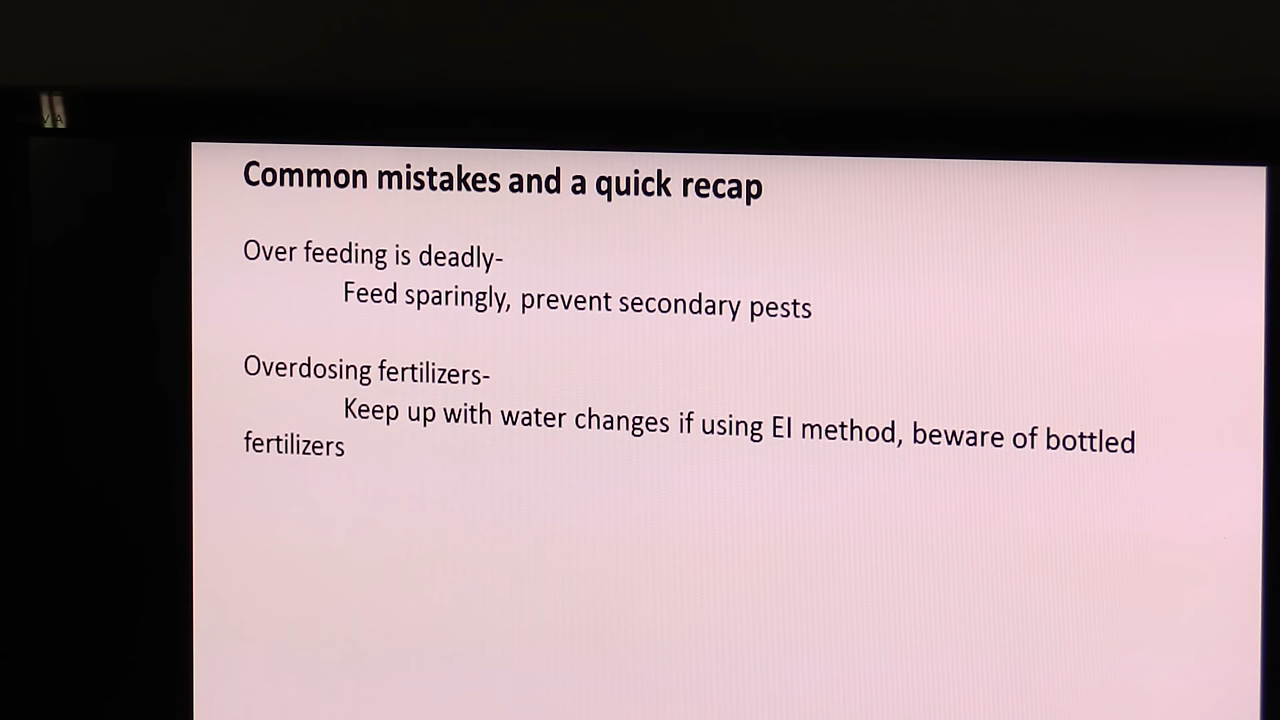 Common mistakes and a quick recap
Over feeding is deadly-
Feed sparingly, prevent secondary pests
Overdosing fertilizers-
Keep up with water changes if using EI method, beware of bottled
fertilizers